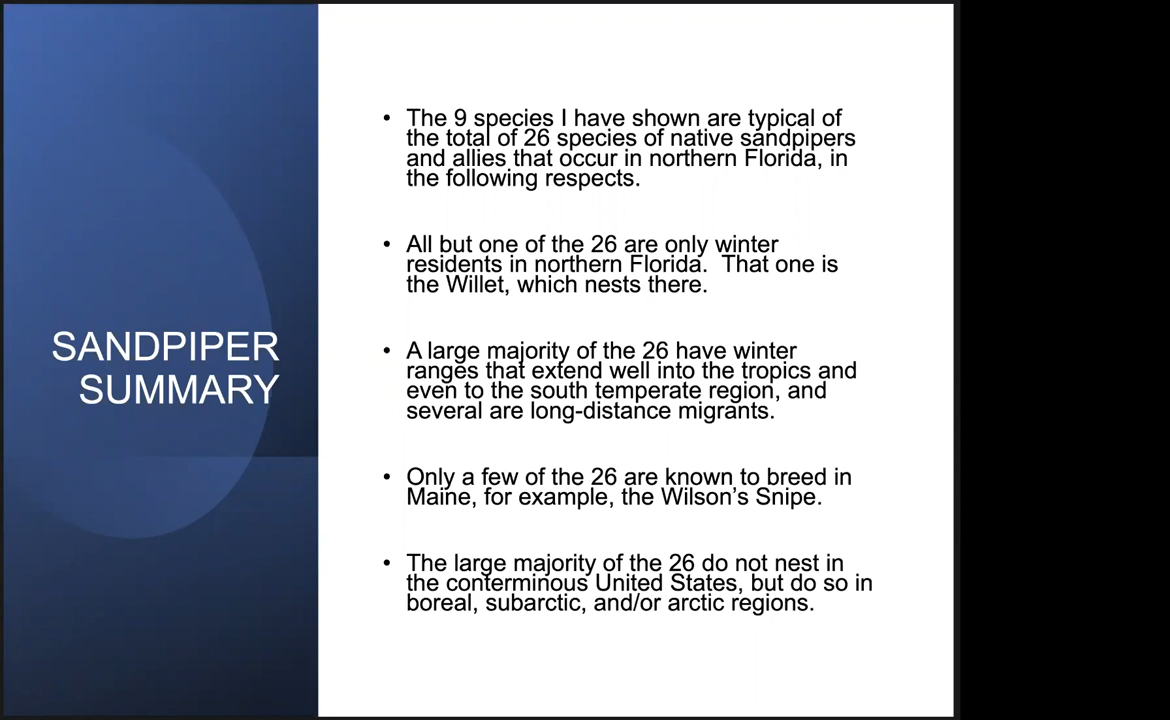 SANDPIPER
SUMMARY
• The 9 species I have shown are typical of
the total of 26 species of native sandpipers
and allies that occur in northern Florida, in
the following respects.
• All but one of the 26 are only winter
residents in northern Florida.  That one is
the Willet, which nests there.
• A large majority of the 26 have winter
ranges that extend well into the tropics and
even to the south temperate region, and
several are long-distance migrants.
• Only a few of the 26 are known to breed in
Maine, for example, the Wilson’s Snipe.
• The large majority of the 26 do not nest in
the conterminous United States, but do so in
boreal, subarctic, and/or arctic regions.